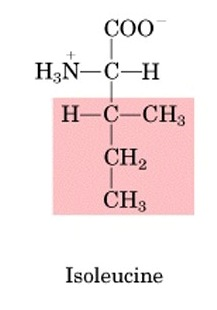 COO⁻
H₃N⁺—C—H
H—C—CH₃
CH₂
CH₃
Isoleucine